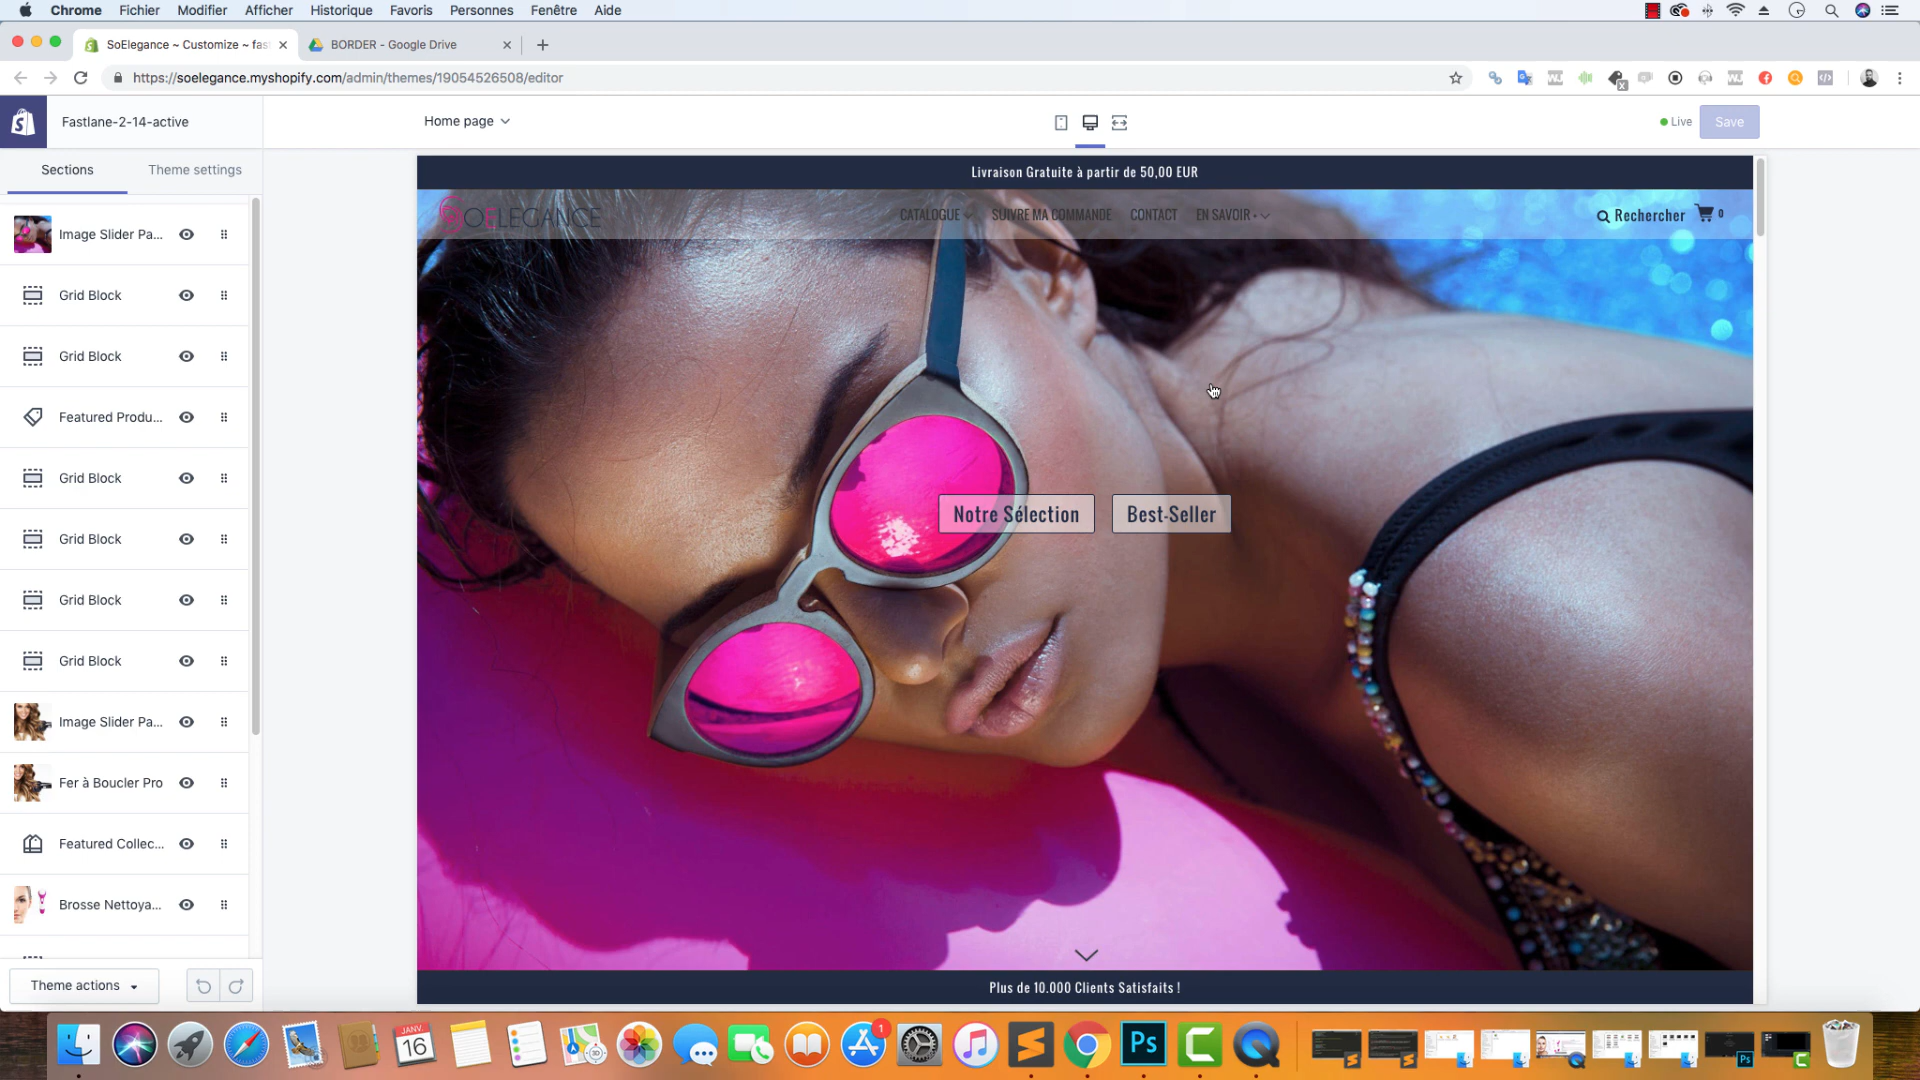 Chrome Fichier Modifier Afficher Historique Favoris Personnes Fenêtre Aide
SoElegance ~ Customize ~ fas
BORDER - Google Drive
https://soelegance.myshopify.com/admin/themes/19054526508/editor
Fastlane-2-14-active
Home page
Live
Save
Sections
Theme settings
Livraison Gratuite à partir de 50,00 EUR
SOELEGANCE
CATALOGUE
SUIVRE MA COMMANDE
CONTACT
EN SAVOIR +
Rechercher
0
Image Slider Pa...
Grid Block
Grid Block
Featured Produ...
Grid Block
Grid Block
Grid Block
Grid Block
Image Slider Pa...
Fer à Boucler Pro
Featured Collec...
Brosse Nettoya...
Notre Sélection
Best-Seller
Theme actions
Plus de 10.000 Clients Satisfaits !
JANV.
16
1
Ps